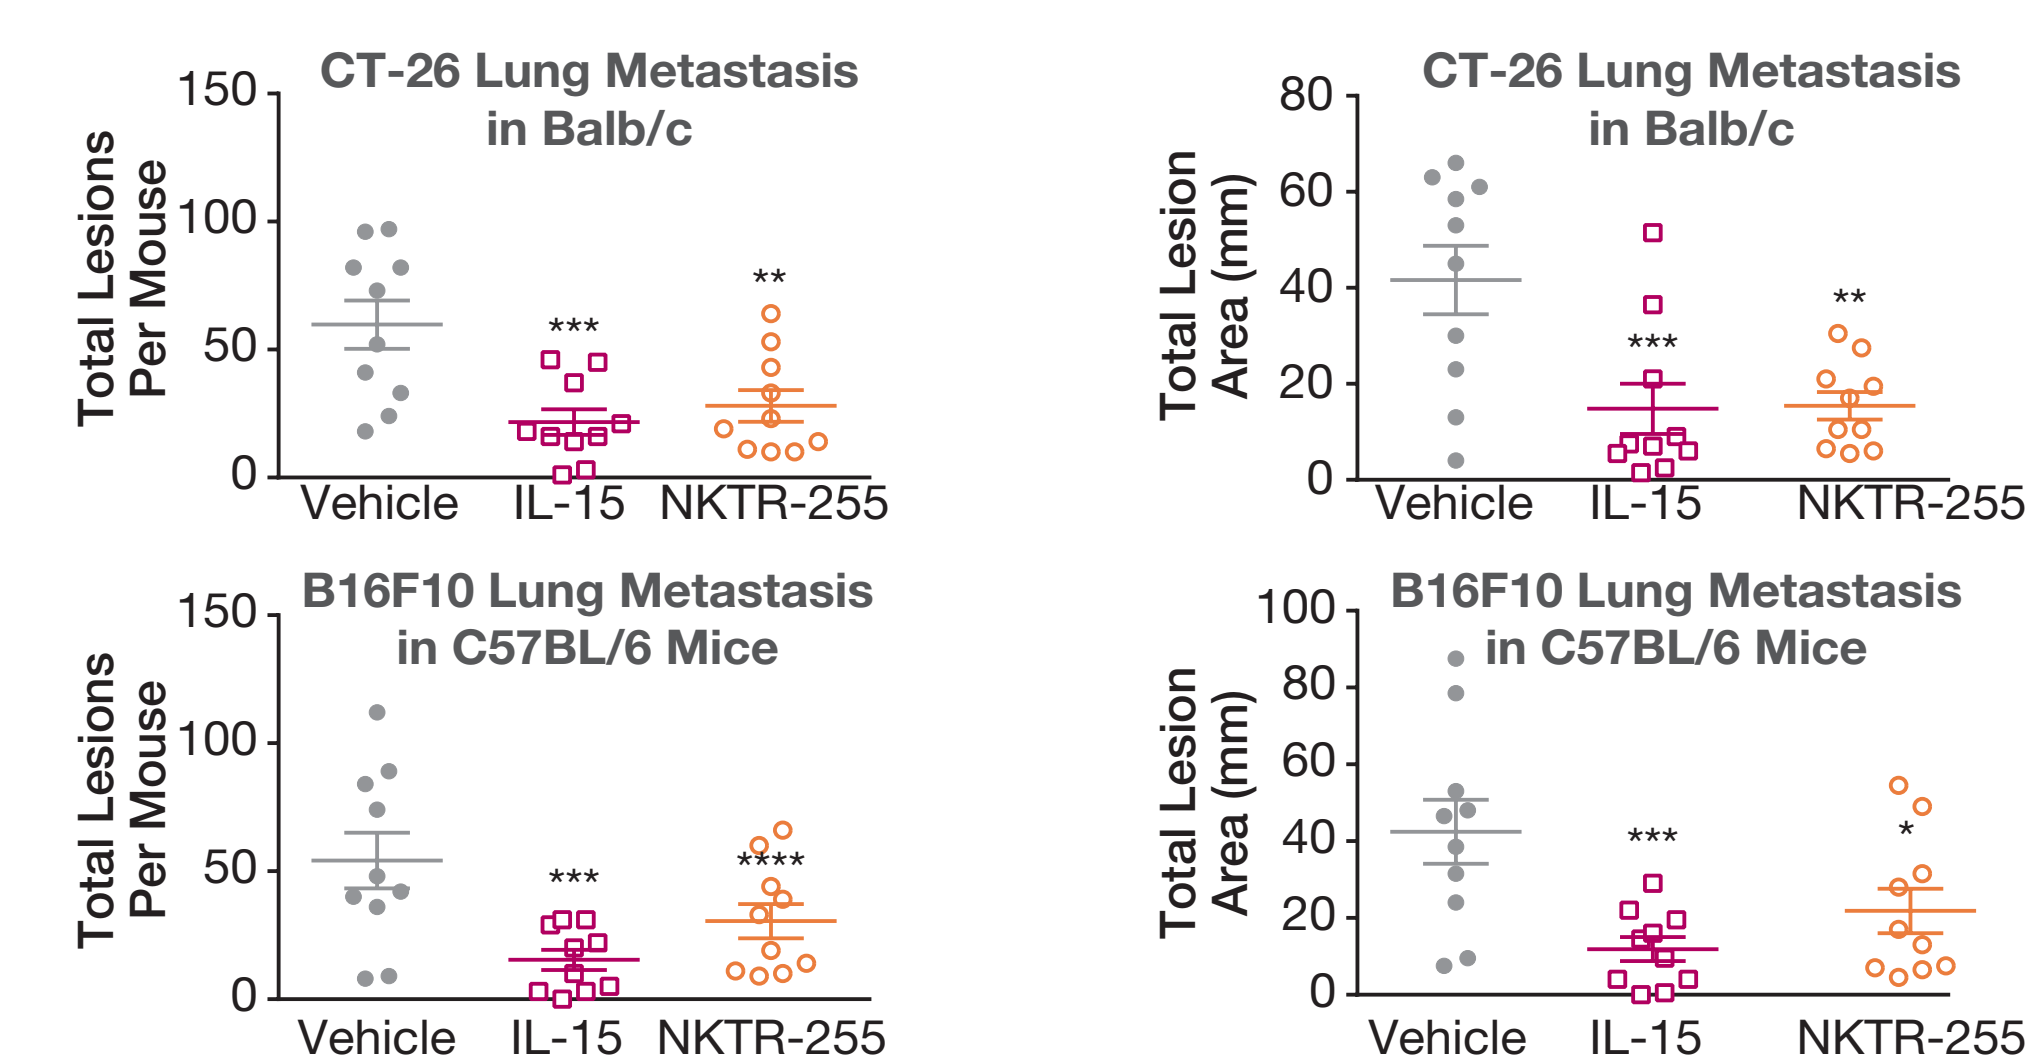 CT-26 Lung Metastasis
in Balb/c
Total Lesions
Per Mouse
150
100
50
0
***
**
Vehicle IL-15 NKTR-255
CT-26 Lung Metastasis
in Balb/c
Total Lesion
Area (mm)
80
60
40
20
0
***
**
Vehicle IL-15 NKTR-255
B16F10 Lung Metastasis
in C57BL/6 Mice
Total Lesions
Per Mouse
150
100
50
0
***
****
Vehicle IL-15 NKTR-255
B16F10 Lung Metastasis
in C57BL/6 Mice
Total Lesion
Area (mm)
100
80
60
40
20
0
***
*
Vehicle IL-15 NKTR-255